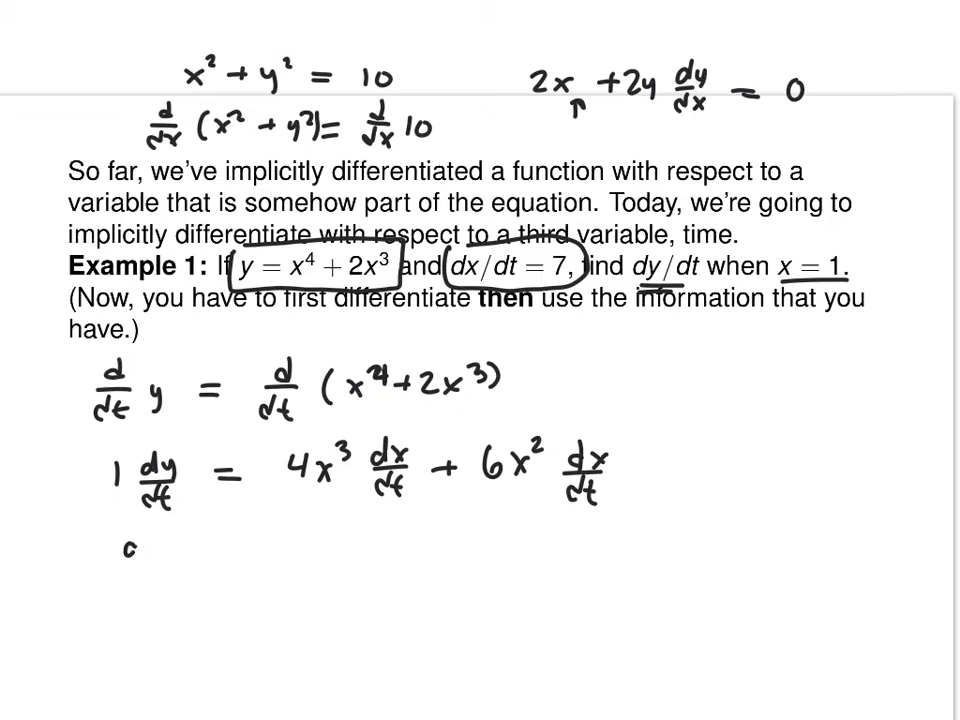 x² + y² = 10    2x + 2y dy/dx = 0
d/dx (x² + y²) = d/dx 10
So far, we've implicitly differentiated a function with respect to a
variable that is somehow part of the equation. Today, we're going to
implicitly differentiate with respect to a third variable, time.
Example 1: If y = x⁴ + 2x³ and dx/dt = 7, find dy/dt when x = 1.
(Now, you have to first differentiate then use the information that you
have.)
d/dt y = d/dt (x⁴ + 2x³)
1 dy/dt = 4x³ dx/dt + 6x² dx/dt